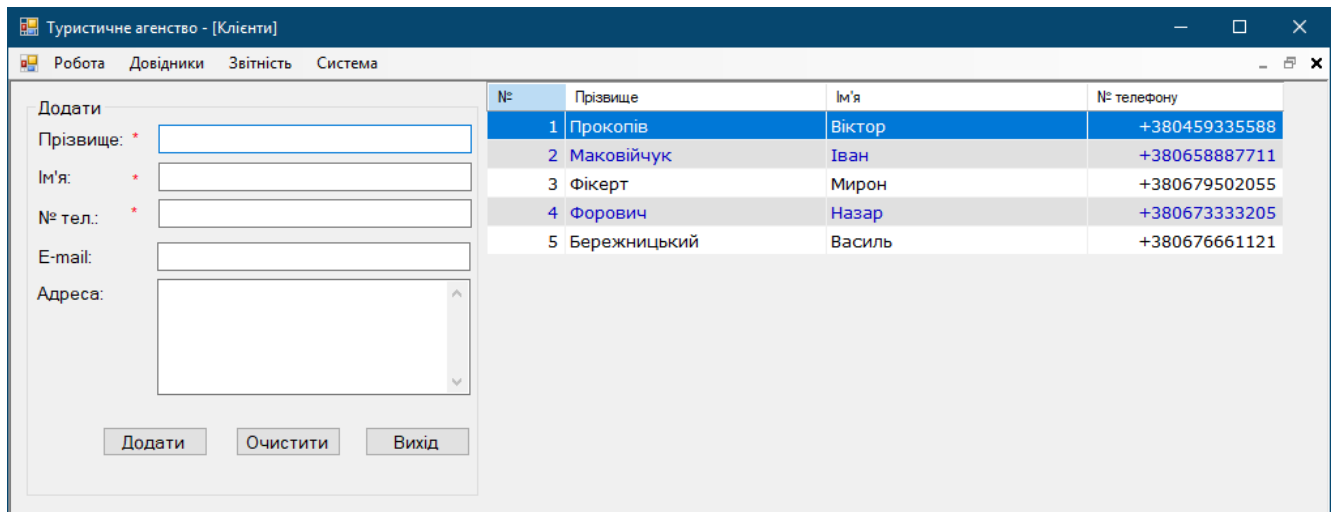 Туристичне агенство - [Клієнти]
Робота Довідники Звітність Система
Додати
Прізвище: *
Ім'я: *
№ тел.: *
E-mail:
Адреса:
Додати Очистити Вихід
№ Прізвище Ім'я № телефону
1 Прокопів Віктор +380459335588
2 Маковійчук Іван +380658887711
3 Фікерт Мирон +380679502055
4 Форович Назар +380673333205
5 Бережницький Василь +380676661121